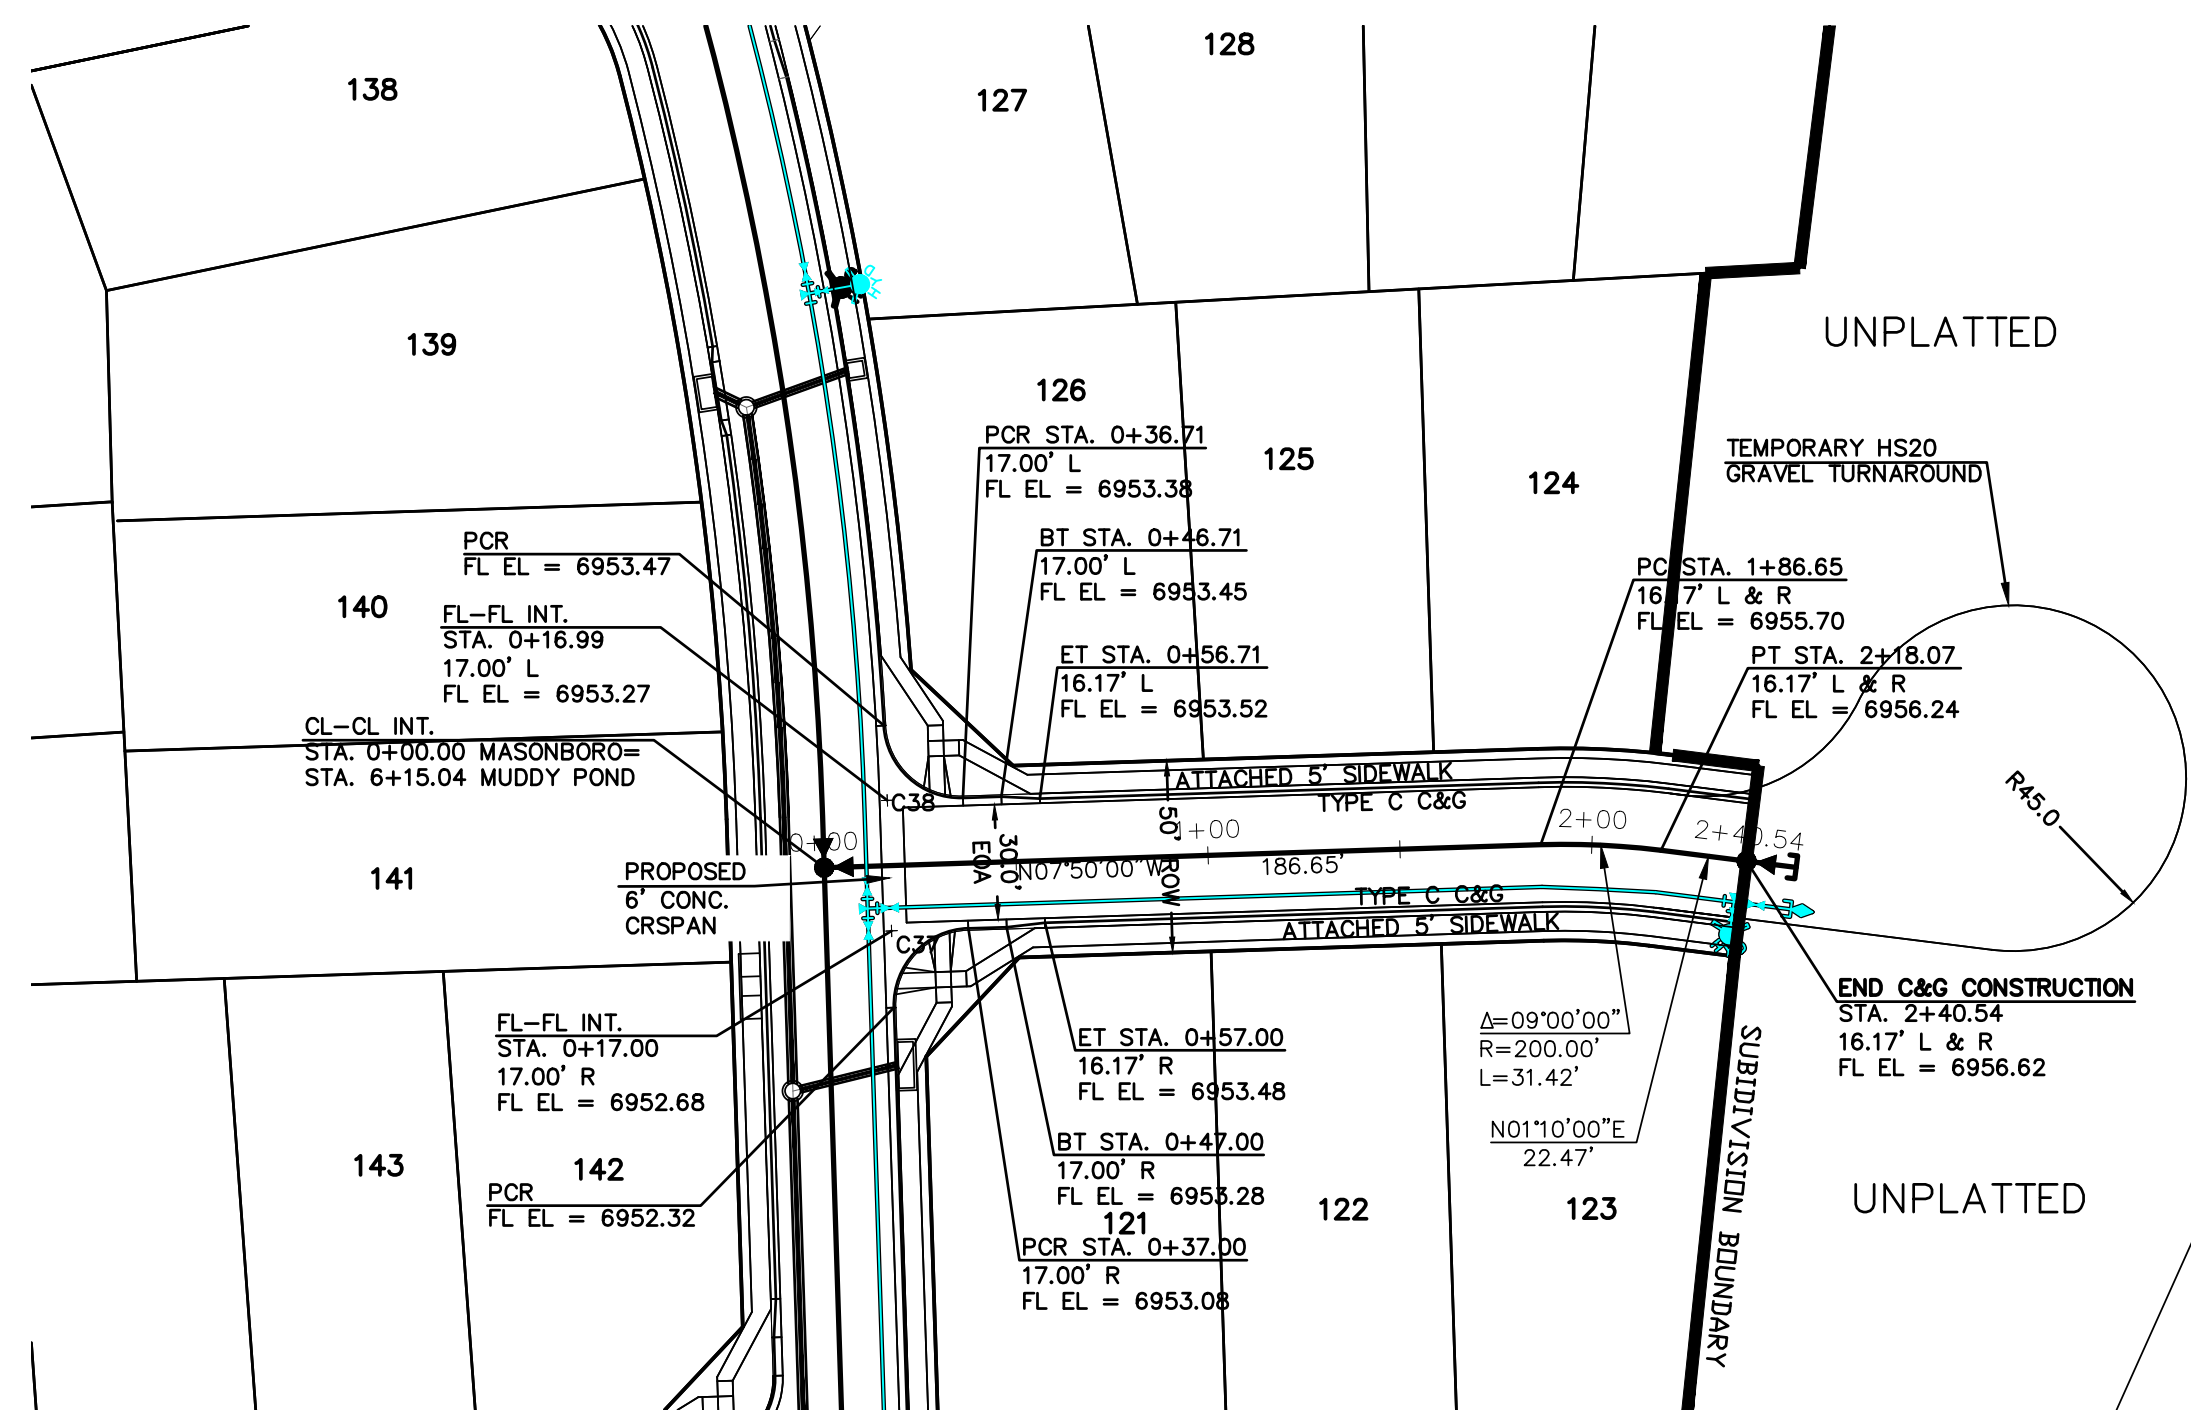 128
138
127
HYD
UNPLATTED
139
126
PCR STA. 0+36.71
17.00' L
FL EL = 6953.38
125
124
TEMPORARY HS20
GRAVEL TURNAROUND
PCR
FL EL = 6953.47
BT STA. 0+46.71
17.00' L
FL EL = 6953.45
PC STA. 1+86.65
16.17' L & R
FL EL = 6955.70
140
FL-FL INT.
STA. 0+16.99
17.00' L
FL EL = 6953.27
ET STA. 0+56.71
16.17' L
FL EL = 6953.52
PT STA. 2+18.07
16.17' L & R
FL EL = 6956.24
CL-CL INT.
STA. 0+00.00 MASONBORO=
STA. 6+15.04 MUDDY POND
ATTACHED 5' SIDEWALK
TYPE C C&G
C38
R45.0
0+00
1+00
2+00
2+40.54
30.0'
EOA
50'
ROW
N07°50'00"W
186.65'
141
PROPOSED
6' CONC.
CRSPAN
TYPE C C&G
ATTACHED 5' SIDEWALK
C37
END C&G CONSTRUCTION
STA. 2+40.54
16.17' L & R
FL EL = 6956.62
FL-FL INT.
STA. 0+17.00
17.00' R
FL EL = 6952.68
ET STA. 0+57.00
16.17' R
FL EL = 6953.48
Δ=09°00'00"
R=200.00'
L=31.42'
N01°10'00"E
22.47'
SUBIDIVISION BOUNDARY
BT STA. 0+47.00
17.00' R
FL EL = 6953.28
143
142
PCR
FL EL = 6952.32
121
122
123
UNPLATTED
PCR STA. 0+37.00
17.00' R
FL EL = 6953.08